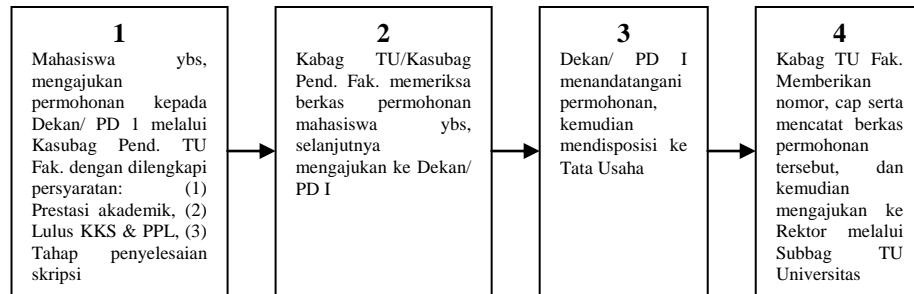 1
Mahasiswa ybs,
mengajukan
permohonan kepada
Dekan/ PD 1 melalui
Kasubag Pend. TU
Fak. dengan dilengkapi
persyaratan: (1)
Prestasi akademik, (2)
Lulus KKS & PPL, (3)
Tahap penyelesaian
skripsi
2
Kabag TU/Kasubag
Pend. Fak. memeriksa
berkas permohonan
mahasiswa ybs,
selanjutnya
mengajukan ke Dekan/
PD I
3
Dekan/ PD I
menandatangani
permohonan,
kemudian
mendisposisi ke
Tata Usaha
4
Kabag TU Fak.
Memberikan
nomor, cap serta
mencatat berkas
permohonan
tersebut, dan
kemudian
mengajukan ke
Rektor melalui
Subbag TU
Universitas